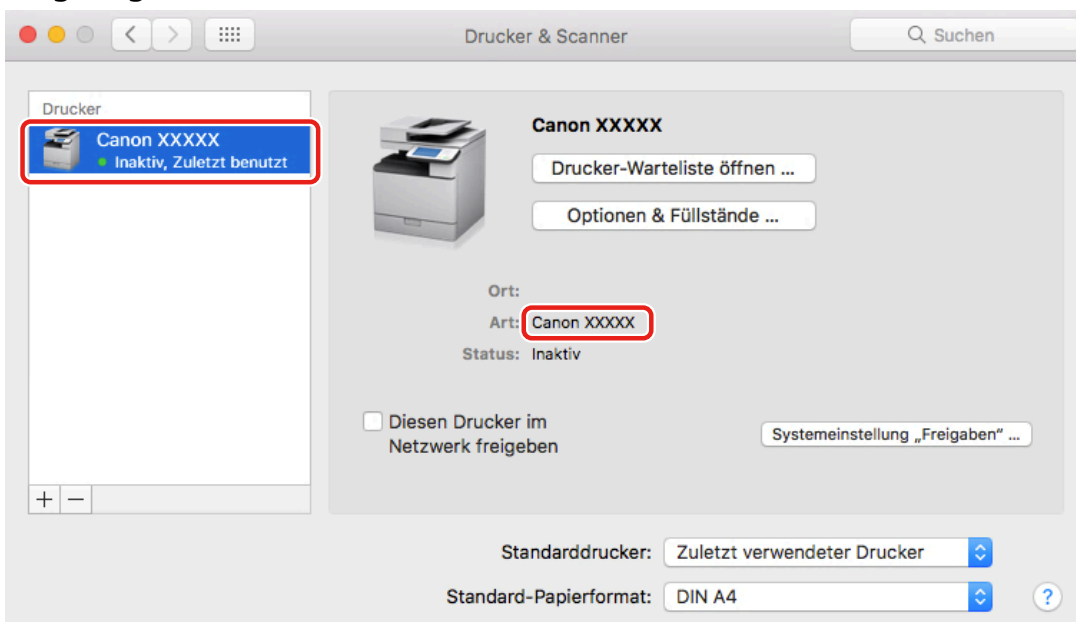 Drucker & Scanner
Suchen
Drucker
Canon XXXXX
Inaktiv, Zuletzt benutzt
Canon XXXXX
Drucker-Warteliste öffnen ...
Optionen & Füllstände ...
Ort:
Art: Canon XXXXX
Status: Inaktiv
Diesen Drucker im
Netzwerk freigeben
Systemeinstellung „Freigaben“ ...
+ −
Standarddrucker: Zuletzt verwendeter Drucker
Standard-Papierformat: DIN A4
?